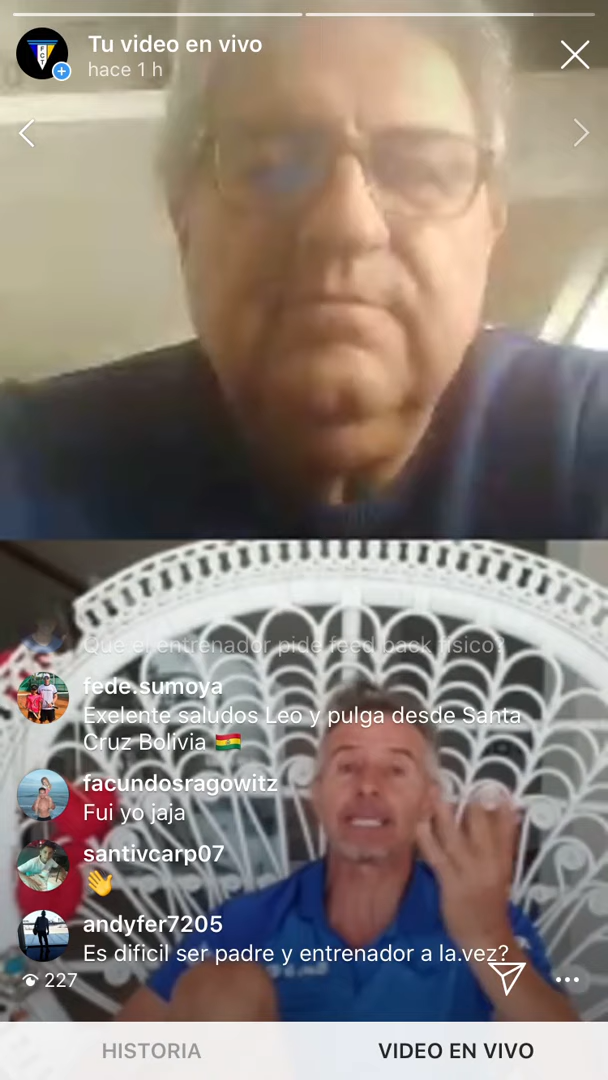 Tu video en vivo
hace 1 h
Que el entrenador pide feed back fisico?
fede.sumoya
Exelente saludos Leo y pulga desde Santa
Cruz Bolivia 🇧🇴
facundosragowitz
Fui yo jaja
santivcarp07
👋
andyfer7205
Es dificil ser padre y entrenador a la.vez?
227
HISTORIA
VIDEO EN VIVO